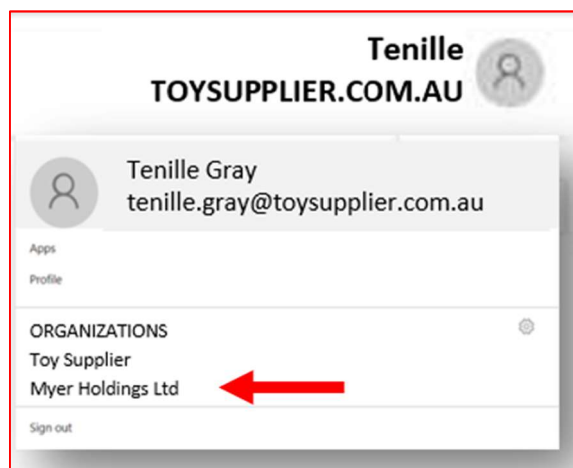 Tenille
TOYSUPPLIER.COM.AU
Tenille Gray
tenille.gray@toysupplier.com.au
Apps
Profile
ORGANIZATIONS
Toy Supplier
Myer Holdings Ltd
Sign out